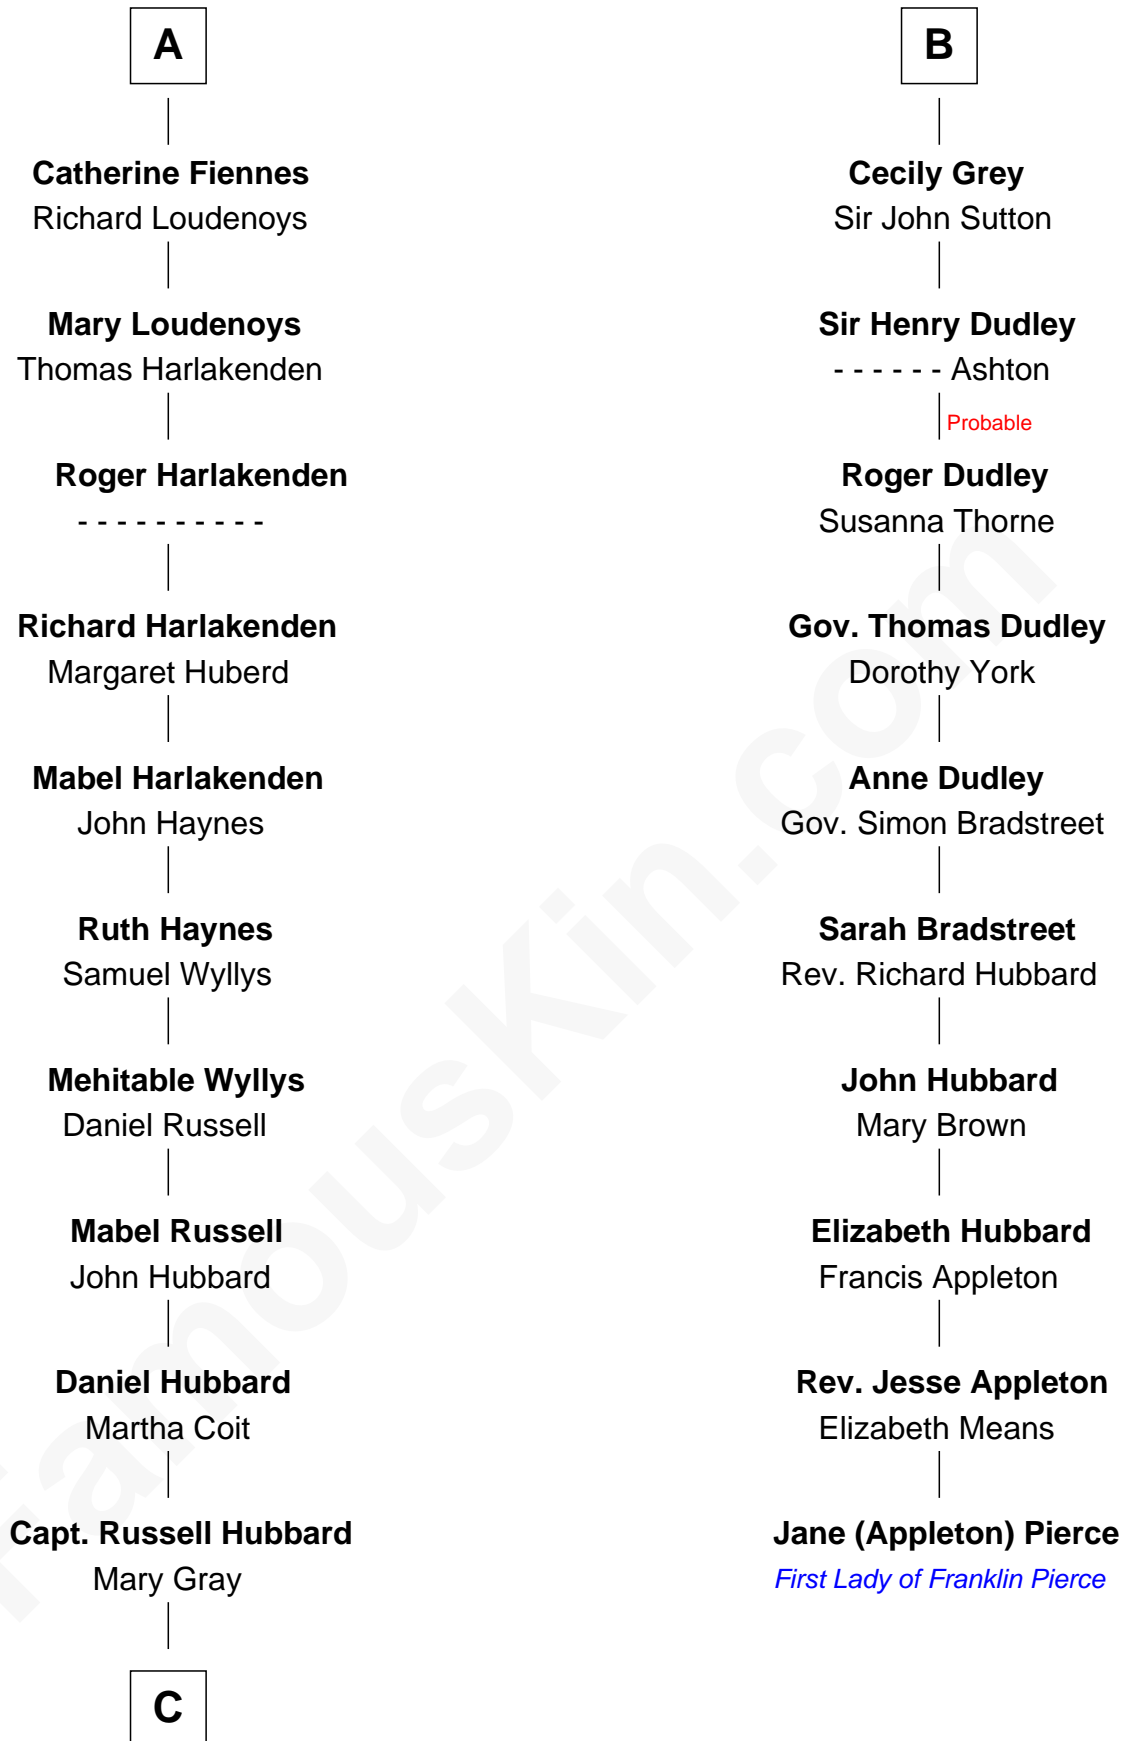 A
Catherine Fiennes
Richard Loudenoys
Mary Loudenoys
Thomas Harlakenden
Roger Harlakenden
- - - - - - - - - -
Richard Harlakenden
Margaret Huberd
Mabel Harlakenden
John Haynes
Ruth Haynes
Samuel Wyllys
Mehitable Wyllys
Daniel Russell
Mabel Russell
John Hubbard
Daniel Hubbard
Martha Coit
Capt. Russell Hubbard
Mary Gray
C
B
Cecily Grey
Sir John Sutton
Sir Henry Dudley
- - - - - - Ashton
Probable
Roger Dudley
Susanna Thorne
Gov. Thomas Dudley
Dorothy York
Anne Dudley
Gov. Simon Bradstreet
Sarah Bradstreet
Rev. Richard Hubbard
John Hubbard
Mary Brown
Elizabeth Hubbard
Francis Appleton
Rev. Jesse Appleton
Elizabeth Means
Jane (Appleton) Pierce
First Lady of Franklin Pierce
FamousKin.com